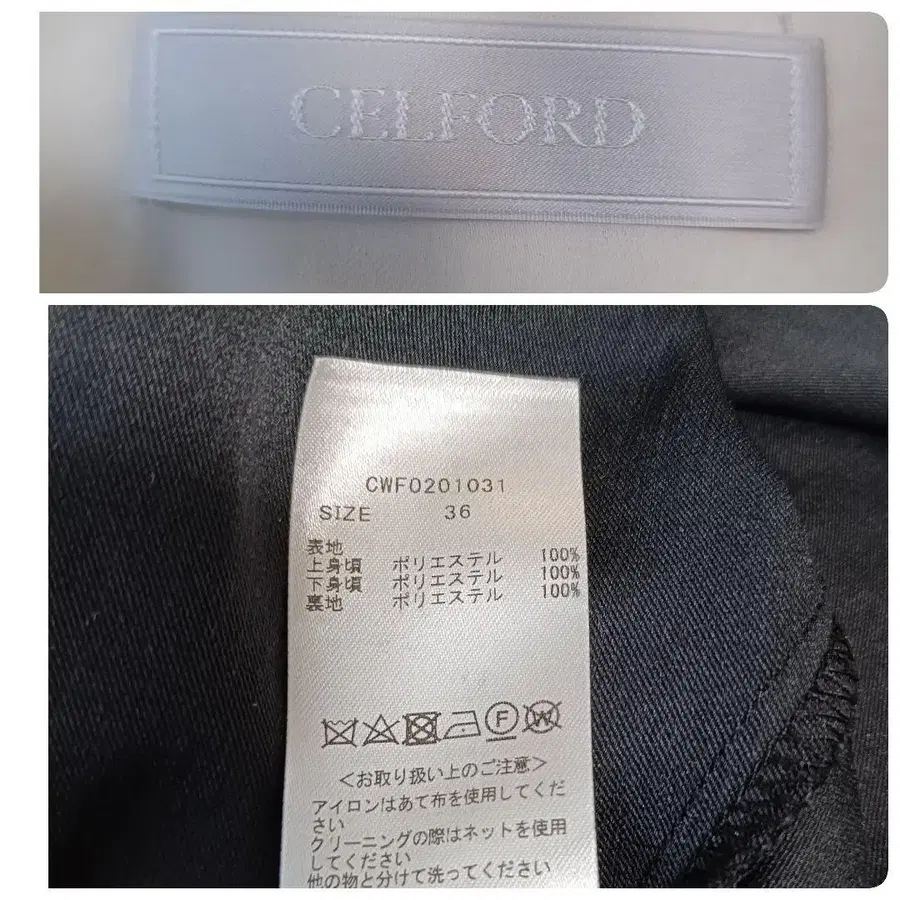 CELFORD
CWF0201031
SIZE 36
表地
上身頃 ポリエステル 100%
下身頃 ポリエステル 100%
裏地 ポリエステル 100%
F W
<お取り扱い上のご注意>
アイロンはあて布を使用してくだ
さい
クリーニングの際はネットを使用
してください
他の物と分けて洗ってください